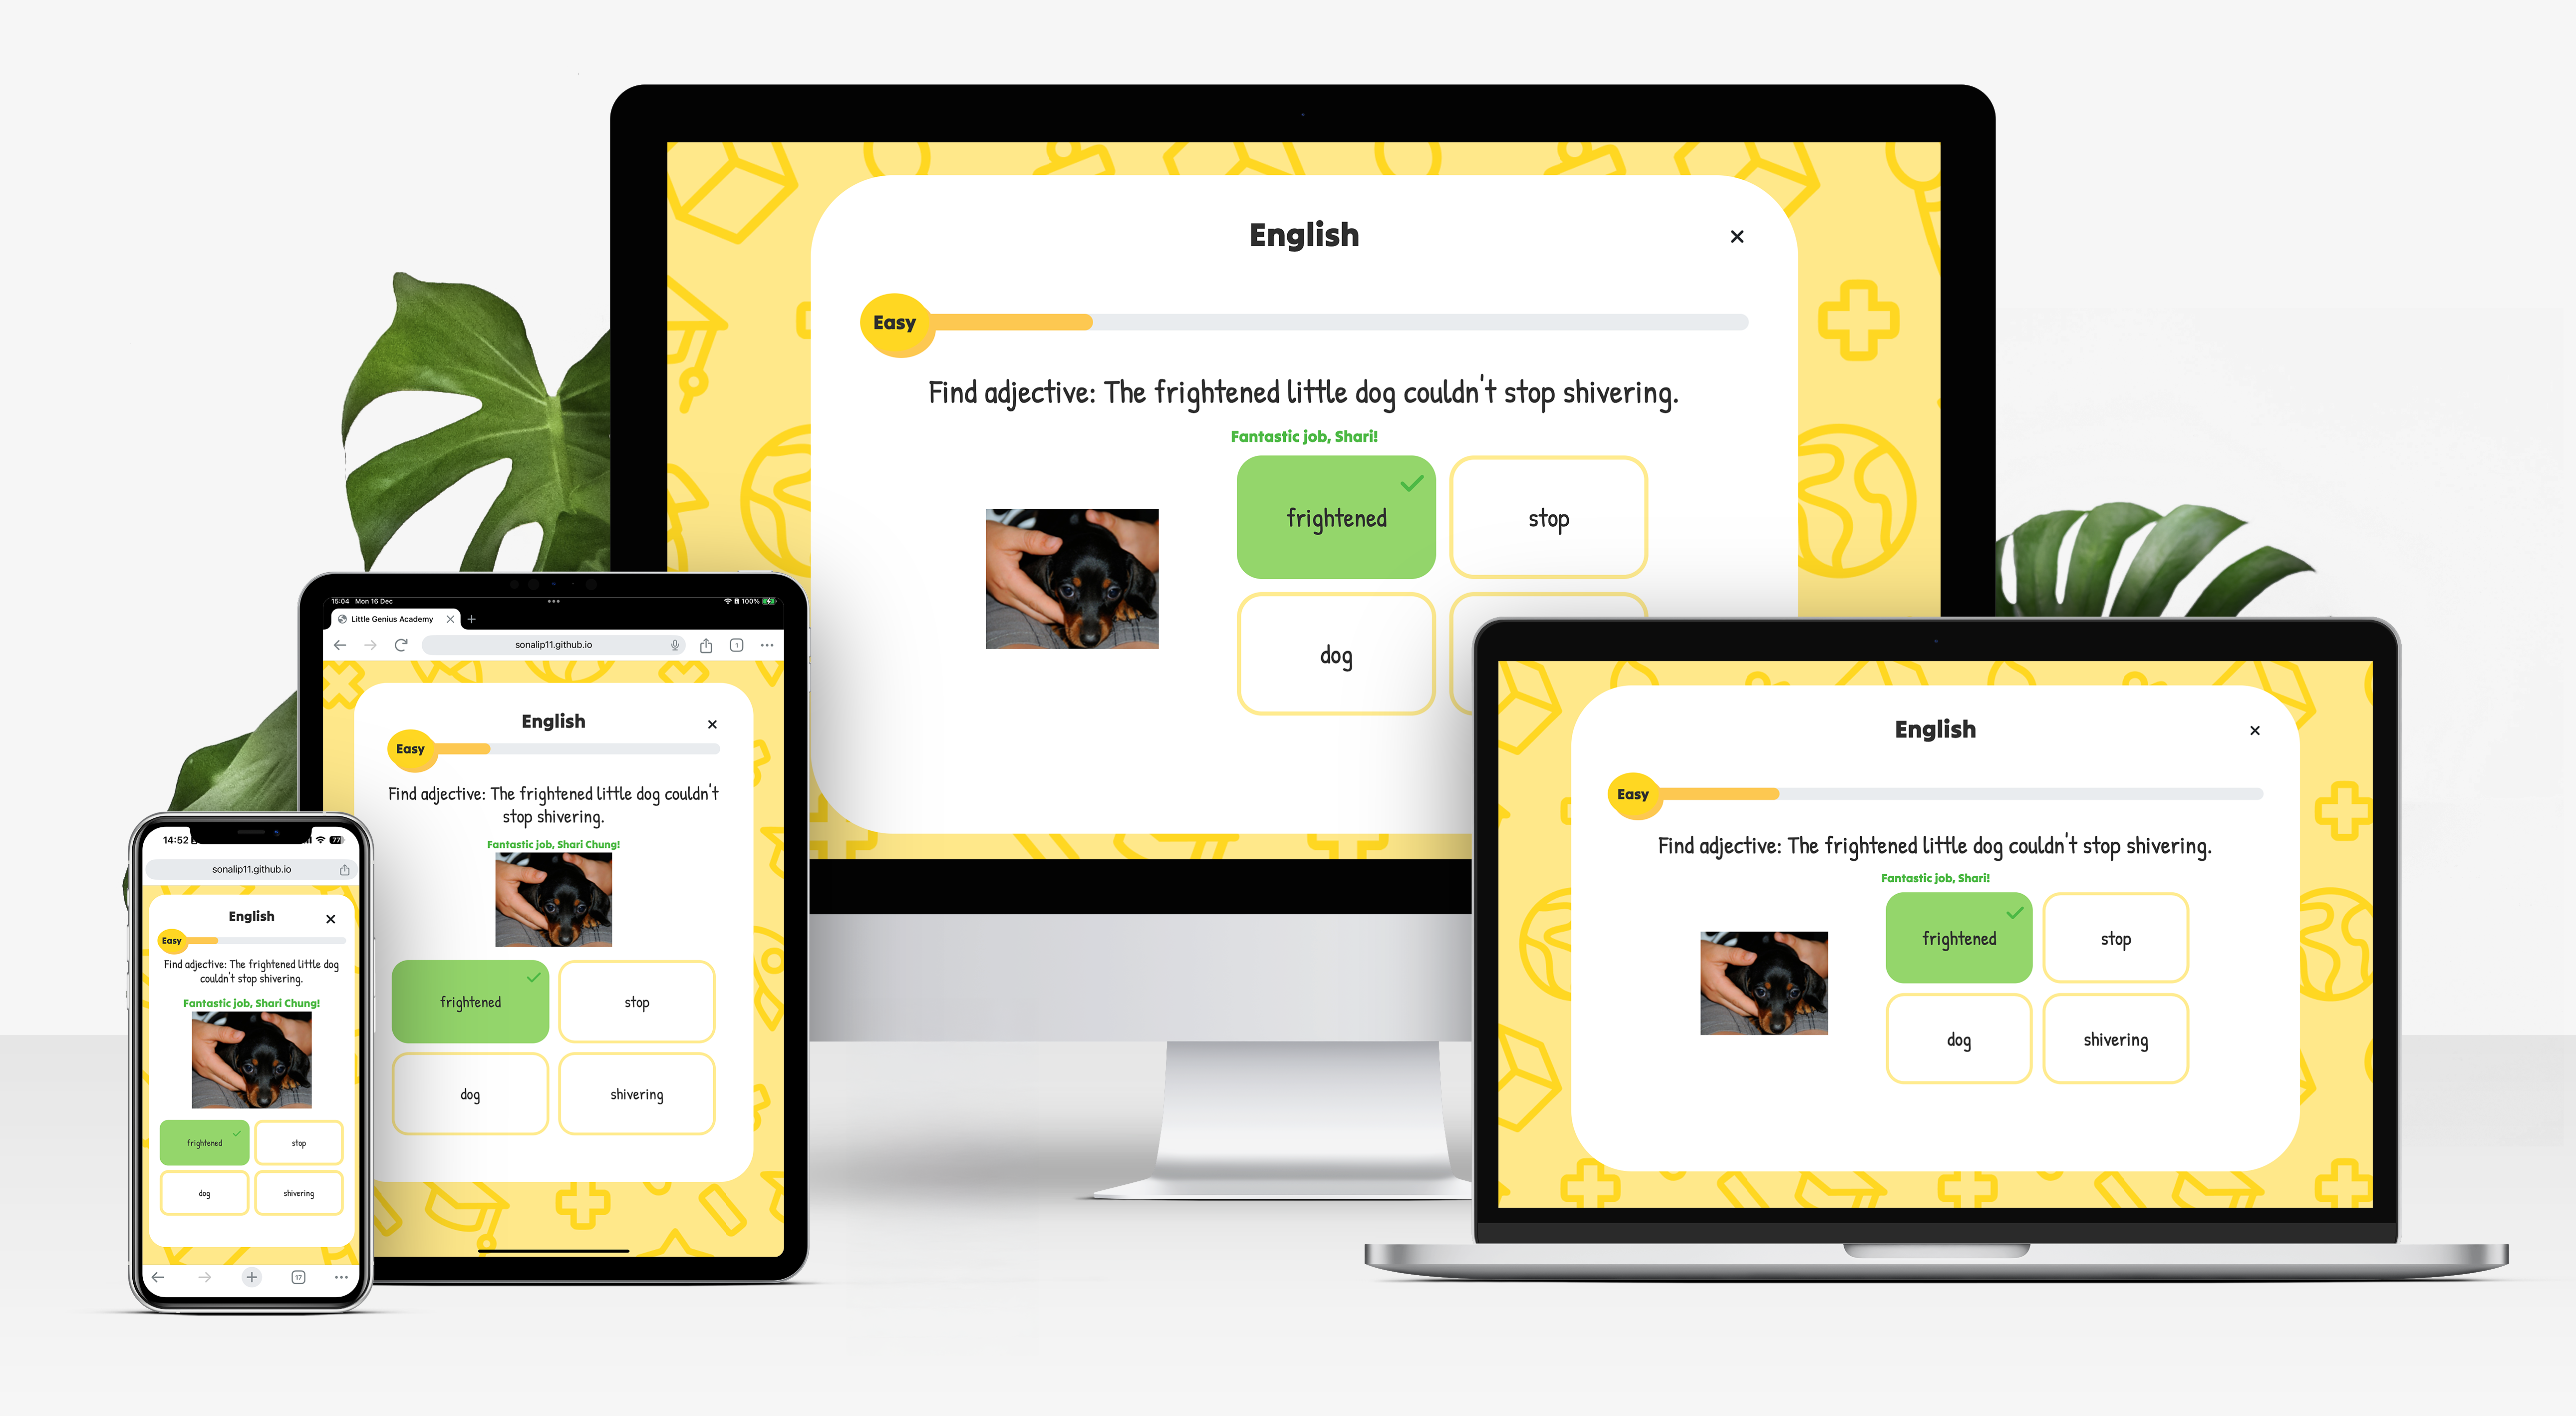 English
Easy
Find adjective: The frightened little dog couldn't stop shivering.
Fantastic job, Shari!
frightened
stop
dog
15:04 Mon 16 Dec
100%
Little Genius Academy
sonalip11.github.io
1
English
Easy
Find adjective: The frightened little dog couldn't
stop shivering.
Fantastic job, Shari Chung!
frightened
stop
dog
shivering
14:52
77
sonalip11.github.io
English
Easy
Find adjective: The frightened little dog
couldn't stop shivering.
Fantastic job, Shari Chung!
frightened
stop
dog
shivering
17
English
Easy
Find adjective: The frightened little dog couldn't stop shivering.
Fantastic job, Shari!
frightened
stop
dog
shivering